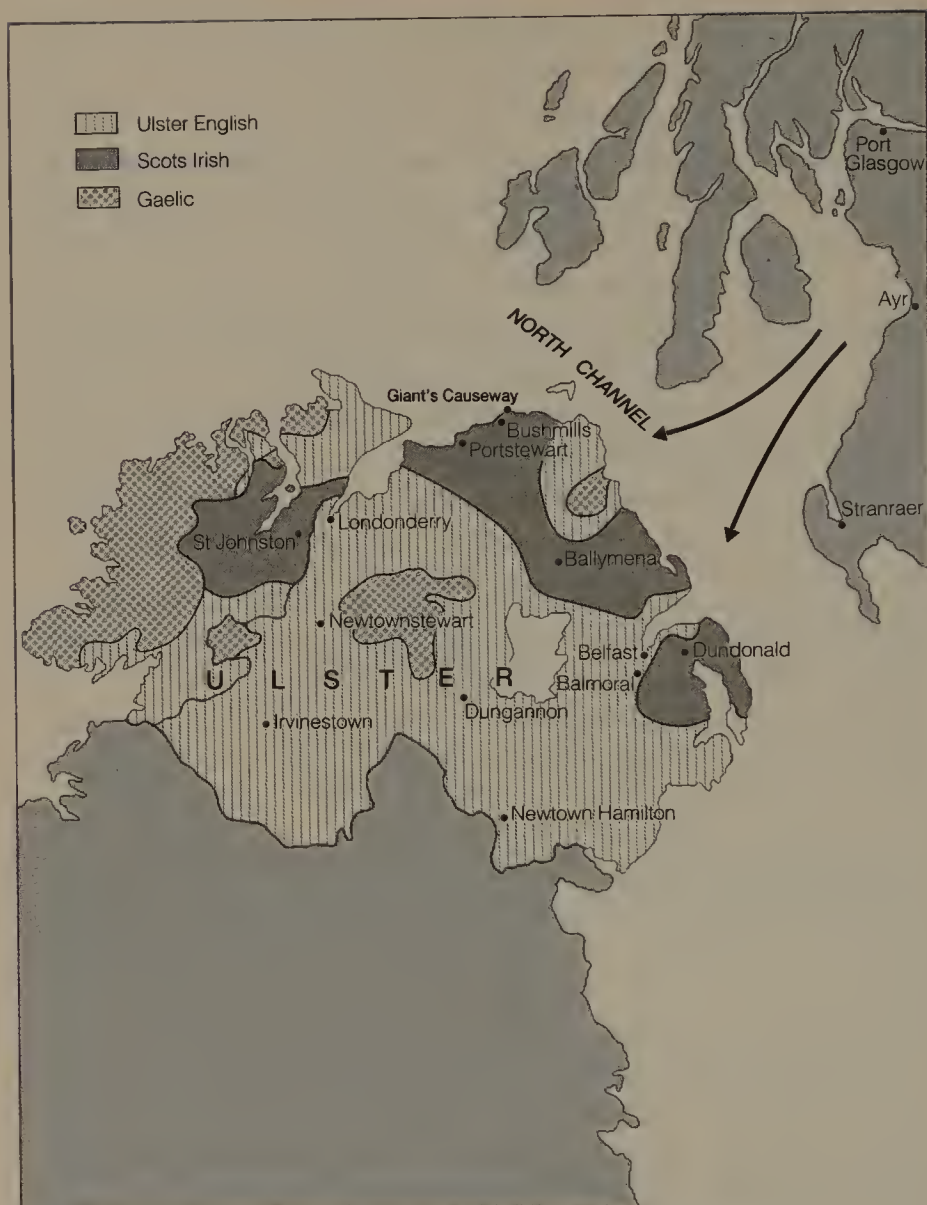 Ulster English
Scots Irish
Gaelic
Port
Glasgow
Ayr
NORTH CHANNEL
Giant's Causeway
Bushmills
Portstewart
Stranraer
Londonderry
St Johnston
Ballymena
Newtownstewart
Belfast
Dundonald
ULSTER
Balmoral
Dungannon
Irvinestown
Newtown Hamilton